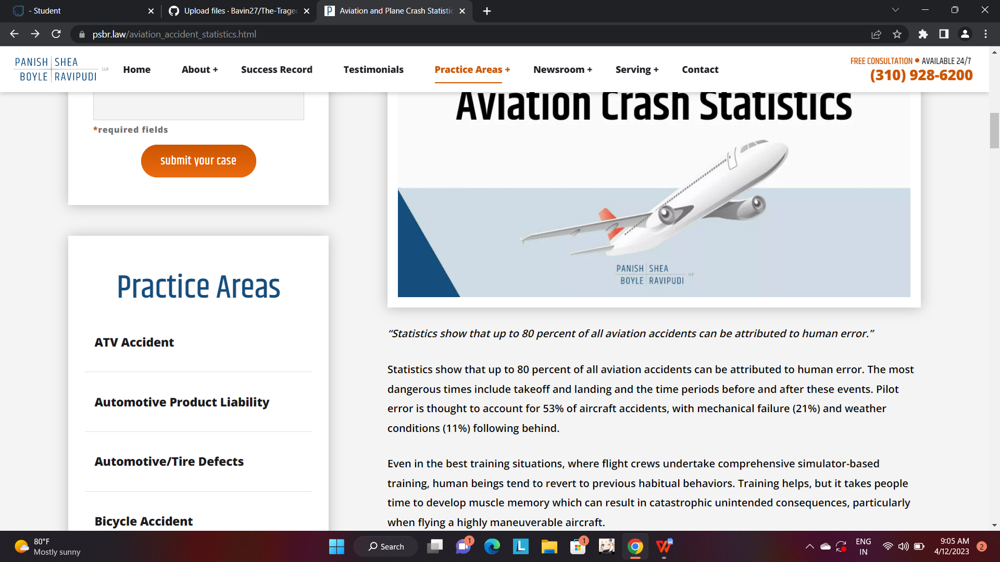 - Student
Upload files · Bavin27/The-Traged
Aviation and Plane Crash Statistic
psbr.law/aviation_accident_statistics.html
PANISH SHEA
BOYLE RAVIPUDI LLP
Home
About +
Success Record
Testimonials
Practice Areas +
Newsroom +
Serving +
Contact
FREE CONSULTATION • AVAILABLE 24/7
(310) 928-6200
*required fields
submit your case
Practice Areas
ATV Accident
Automotive Product Liability
Automotive/Tire Defects
Bicycle Accident
Aviation Crash Statistics
PANISH SHEA
BOYLE RAVIPUDI LLP
“Statistics show that up to 80 percent of all aviation accidents can be attributed to human error.”
Statistics show that up to 80 percent of all aviation accidents can be attributed to human error. The most
dangerous times include takeoff and landing and the time periods before and after these events. Pilot
error is thought to account for 53% of aircraft accidents, with mechanical failure (21%) and weather
conditions (11%) following behind.
Even in the best training situations, where flight crews undertake comprehensive simulator-based
training, human beings tend to revert to previous habitual behaviors. Training helps, but it takes people
time to develop muscle memory which can result in catastrophic unintended consequences, particularly
when flying a highly maneuverable aircraft.
80°F
Mostly sunny
Search
1
L
1
W
ENG
IN
9:05 AM
4/12/2023
2